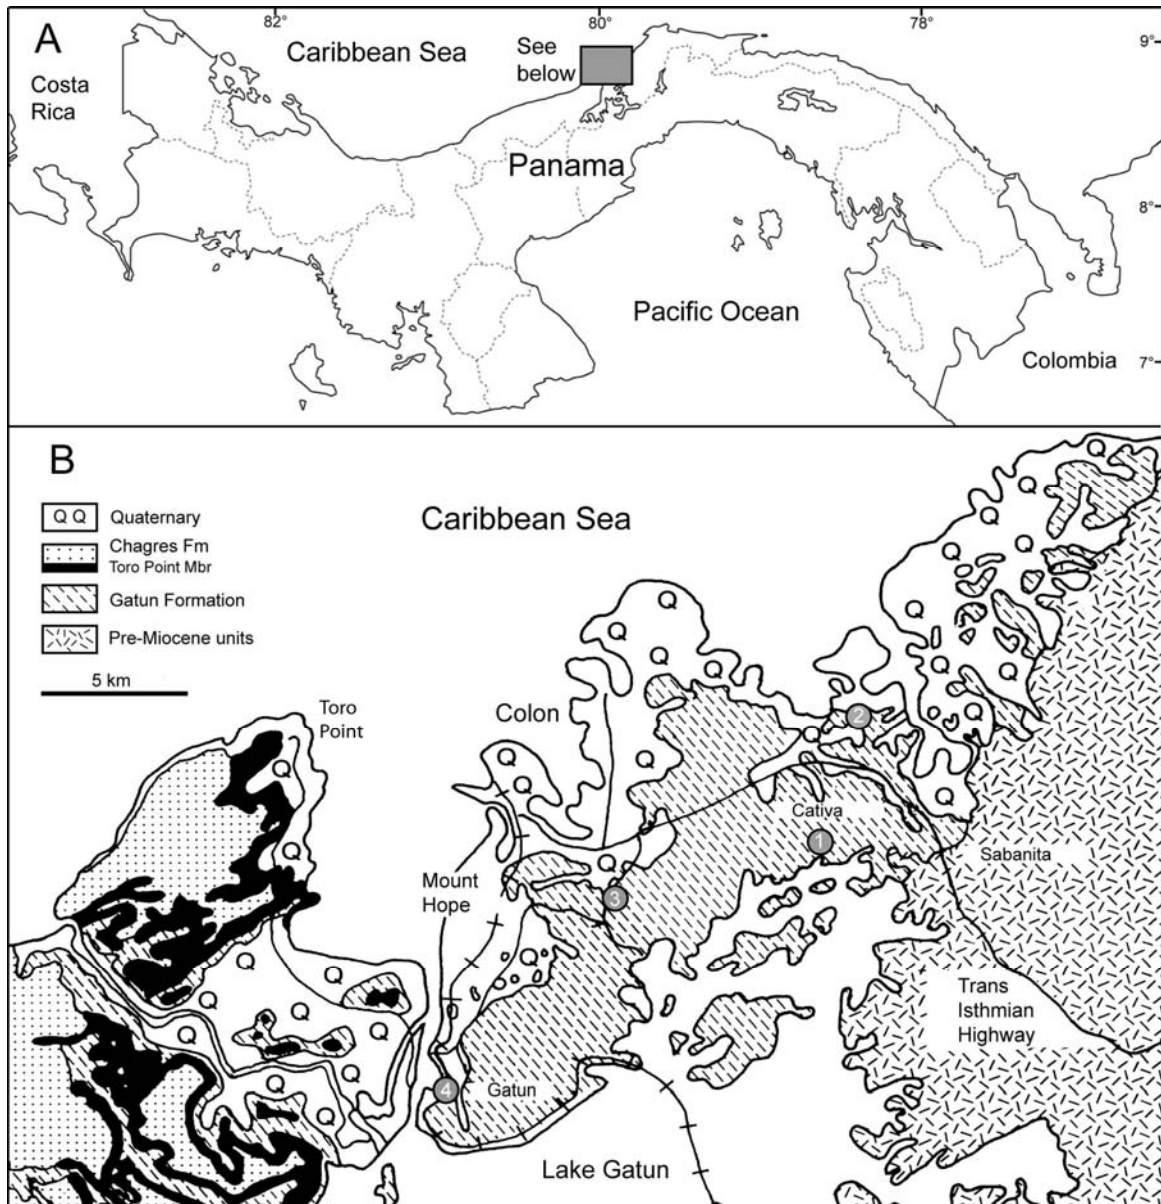 A
82°
80°
78°
Caribbean Sea
See
below
9°
Costa
Rica
Panama
8°
Pacific Ocean
Colombia
7°
B
Caribbean Sea
Q Q Quaternary
Chagres Fm
Toro Point Mbr
Gatun Formation
Pre-Miocene units
5 km
Toro
Point
Colon
Q
Q
Q
Q
Q
Q
Q
Q
Q
Q
Q
Q
Q
Q
2
Q
Q
Q
Q
Q
Q
Cativa
1
Sabanita
Q
Q
Mount
Hope
3
Q
Q
Q
Q
Q
Q
Trans
Isthmian
Highway
Q
Q
Q
Q
4
Gatun
Q
Lake Gatun